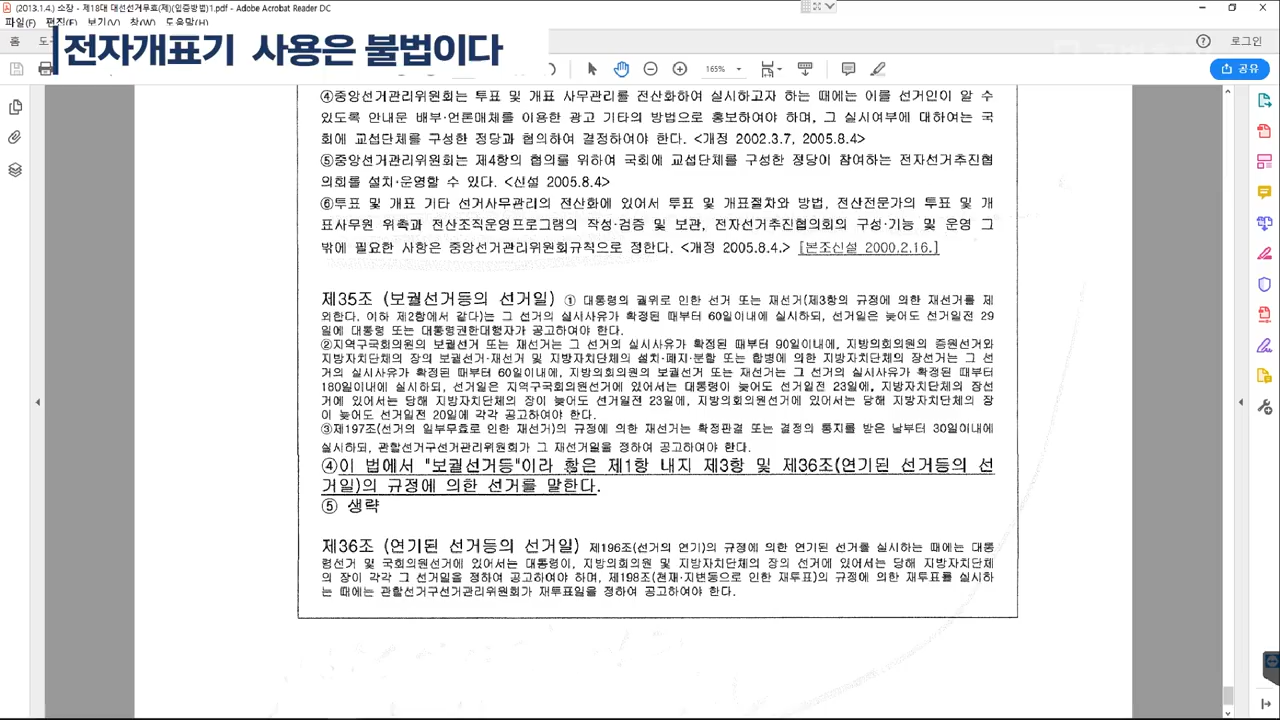 (2013.1.4.) 소장 - 제18대 대선선거무효(제)(입증방법)1.pdf - Adobe Acrobat Reader DC
파일(F) 편집(E) 보기(V) 창(W) 도움말(H)
홈
로그인
전자개표기 사용은 불법이다
165%
공유
④중앙선거관리위원회는 투표 및 개표 사무관리를 전산화하여 실시하고자 하는 때에는 이를 선거인이 알 수
있도록 안내문 배부·언론매체를 이용한 광고 기타의 방법으로 홍보하여야 하며, 그 실시여부에 대하여는 국
회에 교섭단체를 구성한 정당과 협의하여 결정하여야 한다. <개정 2002.3.7, 2005.8.4>
⑤중앙선거관리위원회는 제4항의 협의를 위하여 국회에 교섭단체를 구성한 정당이 참여하는 전자선거추진협
의회를 설치·운영할 수 있다. <신설 2005.8.4>
⑥투표 및 개표 기타 선거사무관리의 전산화에 있어서 투표 및 개표절차와 방법, 전산전문가의 투표 및 개
표사무원 위촉과 전산조직운영프로그램의 작성·검증 및 보관, 전자선거추진협의회의 구성·기능 및 운영 그
밖에 필요한 사항은 중앙선거관리위원회규칙으로 정한다. <개정 2005.8.4.> [본조신설 2000.2.16.]
제35조 (보궐선거등의 선거일) ① 대통령의 궐위로 인한 선거 또는 재선거(제3항의 규정에 의한 재선거를 제
외한다. 이하 제2항에서 같다)는 그 선거의 실시사유가 확정된 때부터 60일이내에 실시하되, 선거일은 늦어도 선거일전 29
일에 대통령 또는 대통령권한대행자가 공고하여야 한다.
②지역구국회의원의 보궐선거 또는 재선거는 그 선거의 실시사유가 확정된 때부터 90일이내에, 지방의회의원의 증원선거와
지방자치단체의 장의 보궐선거·재선거 및 지방자치단체의 설치·폐지·분할 또는 합병에 의한 지방자치단체의 장선거는 그 선
거의 실시사유가 확정된 때부터 60일이내에, 지방의회의원의 보궐선거 또는 재선거는 그 선거의 실시사유가 확정된 때부터
180일이내에 실시하되, 선거일은 지역구국회의원선거에 있어서는 대통령이 늦어도 선거일전 23일에, 지방자치단체의 장선
거에 있어서는 당해 지방자치단체의 장이 늦어도 선거일전 23일에, 지방의회의원선거에 있어서는 당해 지방자치단체의 장
이 늦어도 선거일전 20일에 각각 공고하여야 한다.
③제197조(선거의 일부무효로 인한 재선거)의 규정에 의한 재선거는 확정판결 또는 결정의 통지를 받은 날부터 30일이내에
실시하되, 관할선거구선거관리위원회가 그 재선거일을 정하여 공고하여야 한다.
④이 법에서 "보궐선거등"이라 함은 제1항 내지 제3항 및 제36조(연기된 선거등의 선
거일)의 규정에 의한 선거를 말한다.
⑤ 생략
제36조 (연기된 선거등의 선거일) 제196조(선거의 연기)의 규정에 의한 연기된 선거를 실시하는 때에는 대통
령선거 및 국회의원선거에 있어서는 대통령이, 지방의회의원 및 지방자치단체의 장의 선거에 있어서는 당해 지방자치단체
의 장이 각각 그 선거일을 정하여 공고하여야 하며, 제198조(천재·지변등으로 인한 재투표)의 규정에 의한 재투표를 실시하
는 때에는 관할선거구선거관리위원회가 재투표일을 정하여 공고하여야 한다.